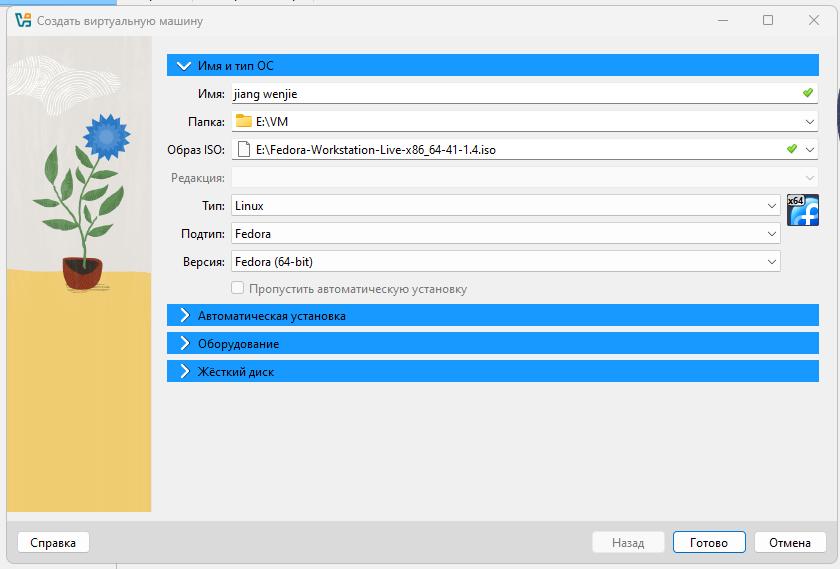 Создать виртуальную машину
Имя и тип ОС
Имя: jiang wenjie
Папка: E:\VM
Образ ISO: E:\Fedora-Workstation-Live-x86_64-41-1.4.iso
Редакция:
Тип: Linux
x64
Подтип: Fedora
Версия: Fedora (64-bit)
Пропустить автоматическую установку
Автоматическая установка
Оборудование
Жёсткий диск
Справка Назад Готово Отмена